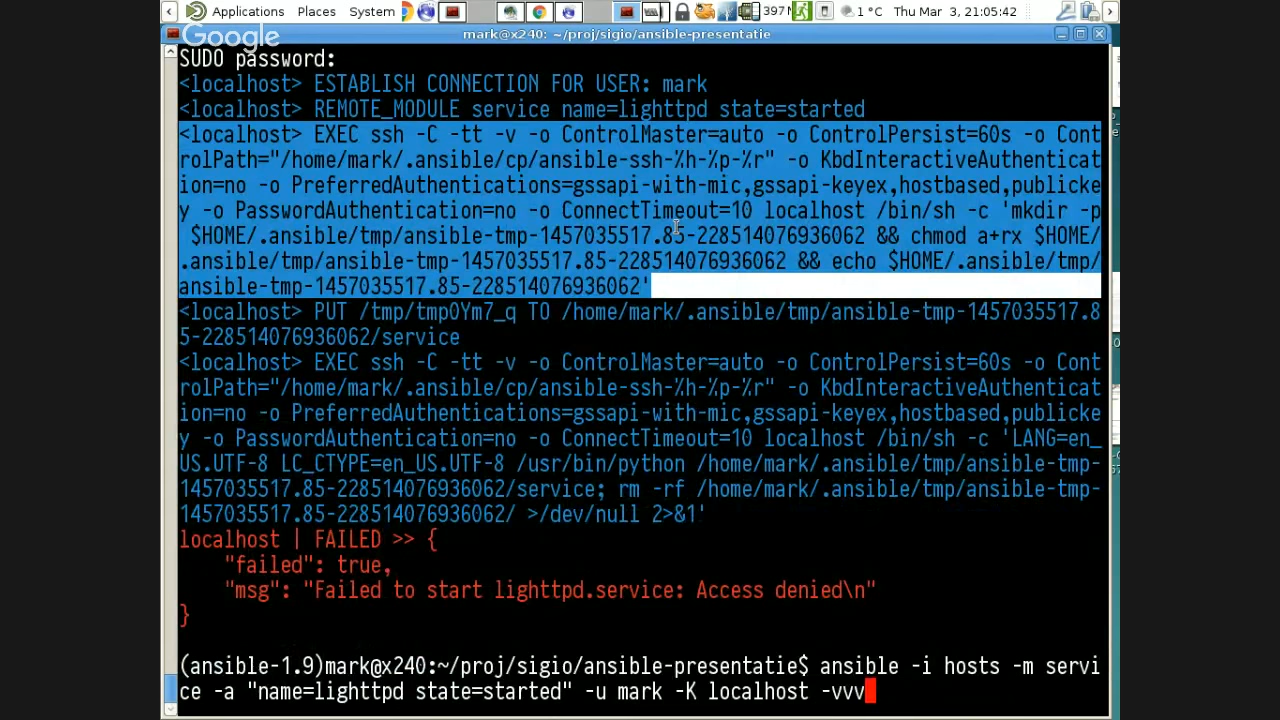 Applications Places System 397 M 1 °C Thu Mar 3, 21:05:42
Google
mark@x240: ~/proj/sigio/ansible-presentatie
SUDO password:
<localhost> ESTABLISH CONNECTION FOR USER: mark
<localhost> REMOTE_MODULE service name=lighttpd state=started
<localhost> EXEC ssh -C -tt -v -o ControlMaster=auto -o ControlPersist=60s -o Cont
rolPath="/home/mark/.ansible/cp/ansible-ssh-%h-%p-%r" -o KbdInteractiveAuthenticat
ion=no -o PreferredAuthentications=gssapi-with-mic,gssapi-keyex,hostbased,publicke
y -o PasswordAuthentication=no -o ConnectTimeout=10 localhost /bin/sh -c 'mkdir -p
$HOME/.ansible/tmp/ansible-tmp-1457035517.85-228514076936062 && chmod a+rx $HOME/
.ansible/tmp/ansible-tmp-1457035517.85-228514076936062 && echo $HOME/.ansible/tmp/
ansible-tmp-1457035517.85-228514076936062'
<localhost> PUT /tmp/tmp0Ym7_q TO /home/mark/.ansible/tmp/ansible-tmp-1457035517.8
5-228514076936062/service
<localhost> EXEC ssh -C -tt -v -o ControlMaster=auto -o ControlPersist=60s -o Cont
rolPath="/home/mark/.ansible/cp/ansible-ssh-%h-%p-%r" -o KbdInteractiveAuthenticat
ion=no -o PreferredAuthentications=gssapi-with-mic,gssapi-keyex,hostbased,publicke
y -o PasswordAuthentication=no -o ConnectTimeout=10 localhost /bin/sh -c 'LANG=en_
US.UTF-8 LC_CTYPE=en_US.UTF-8 /usr/bin/python /home/mark/.ansible/tmp/ansible-tmp-
1457035517.85-228514076936062/service; rm -rf /home/mark/.ansible/tmp/ansible-tmp-
1457035517.85-228514076936062/ >/dev/null 2>&1'
localhost | FAILED >> {
"failed": true,
"msg": "Failed to start lighttpd.service: Access denied\n"
}
(ansible-1.9)mark@x240:~/proj/sigio/ansible-presentatie$ ansible -i hosts -m servi
ce -a "name=lighttpd state=started" -u mark -K localhost -vvv